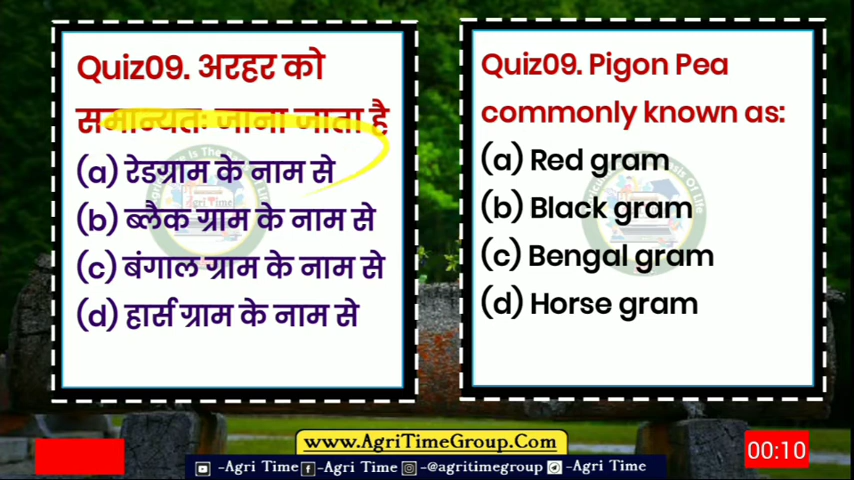 Quiz09. अरहर को
समान्यतः जाना जाता है
(a) रेडग्राम के नाम से
(b) ब्लैक ग्राम के नाम से
(c) बंगाल ग्राम के नाम से
(d) हार्स ग्राम के नाम से
Quiz09. Pigon Pea
commonly known as:
(a) Red gram
(b) Black gram
(c) Bengal gram
(d) Horse gram
www.AgriTimeGroup.Com
-Agri Time -Agri Time -@agritimegroup -Agri Time
00:10